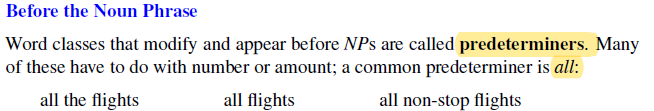 Before the Noun Phrase
Word classes that modify and appear before NPs are called predeterminers. Many
of these have to do with number or amount; a common predeterminer is all:
all the flights all flights all non-stop flights